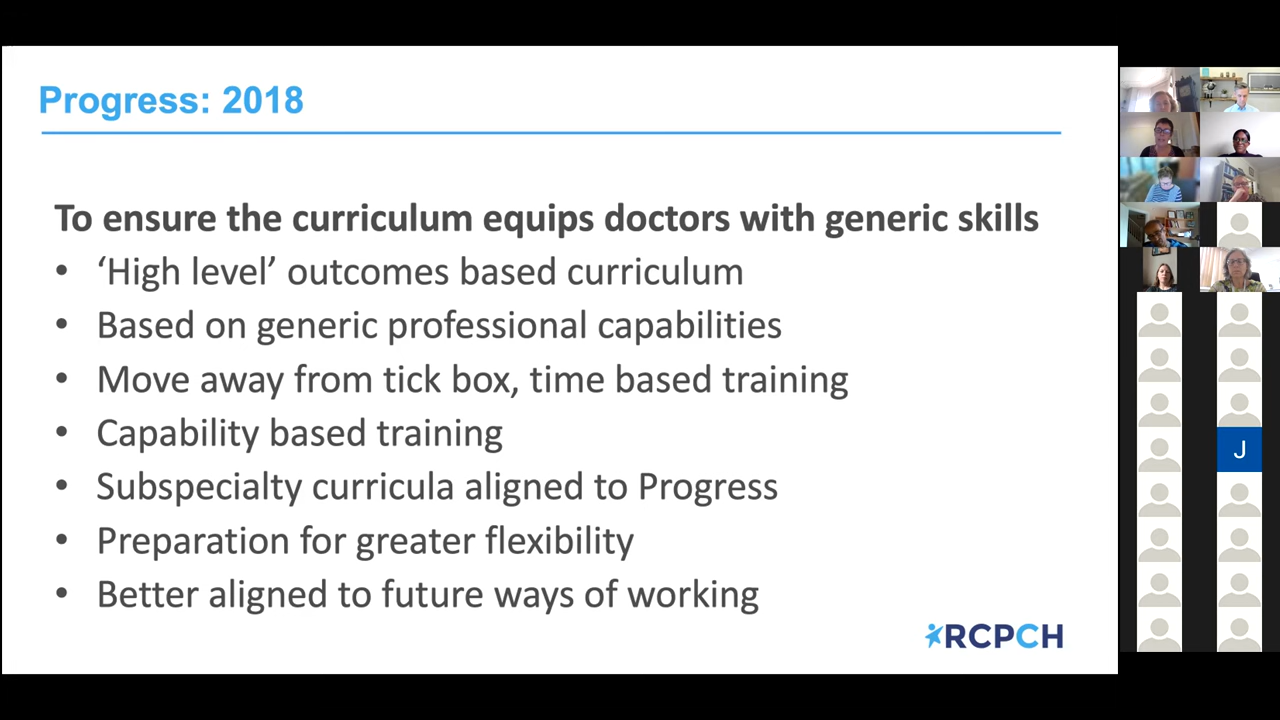 Progress: 2018
To ensure the curriculum equips doctors with generic skills
• ‘High level’ outcomes based curriculum
• Based on generic professional capabilities
• Move away from tick box, time based training
• Capability based training
• Subspecialty curricula aligned to Progress
• Preparation for greater flexibility
• Better aligned to future ways of working
RCPCH
J